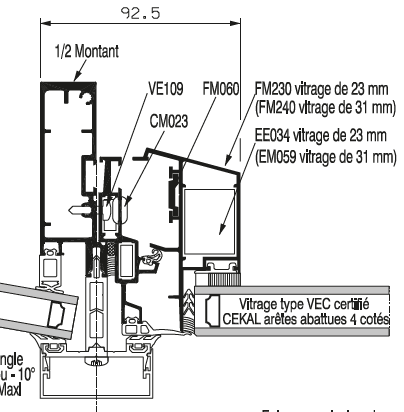 92.5
1/2 Montant
VE109
FM060
FM230 vitrage de 23 mm
(FM240 vitrage de 31 mm)
CM023
EE034 vitrage de 23 mm
(EM059 vitrage de 31 mm)
Vitrage type VEC certifié
CEKAL arêtes abattues 4 cotés
ngle
ou - 10°
Maxi